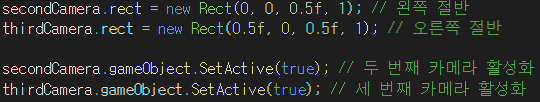 secondCamera.rect = new Rect(0, 0, 0.5f, 1); // 왼쪽 절반
thirdCamera.rect = new Rect(0.5f, 0, 0.5f, 1); // 오른쪽 절반
secondCamera.gameObject.SetActive(true); // 두 번째 카메라 활성화
thirdCamera.gameObject.SetActive(true); // 세 번째 카메라 활성화